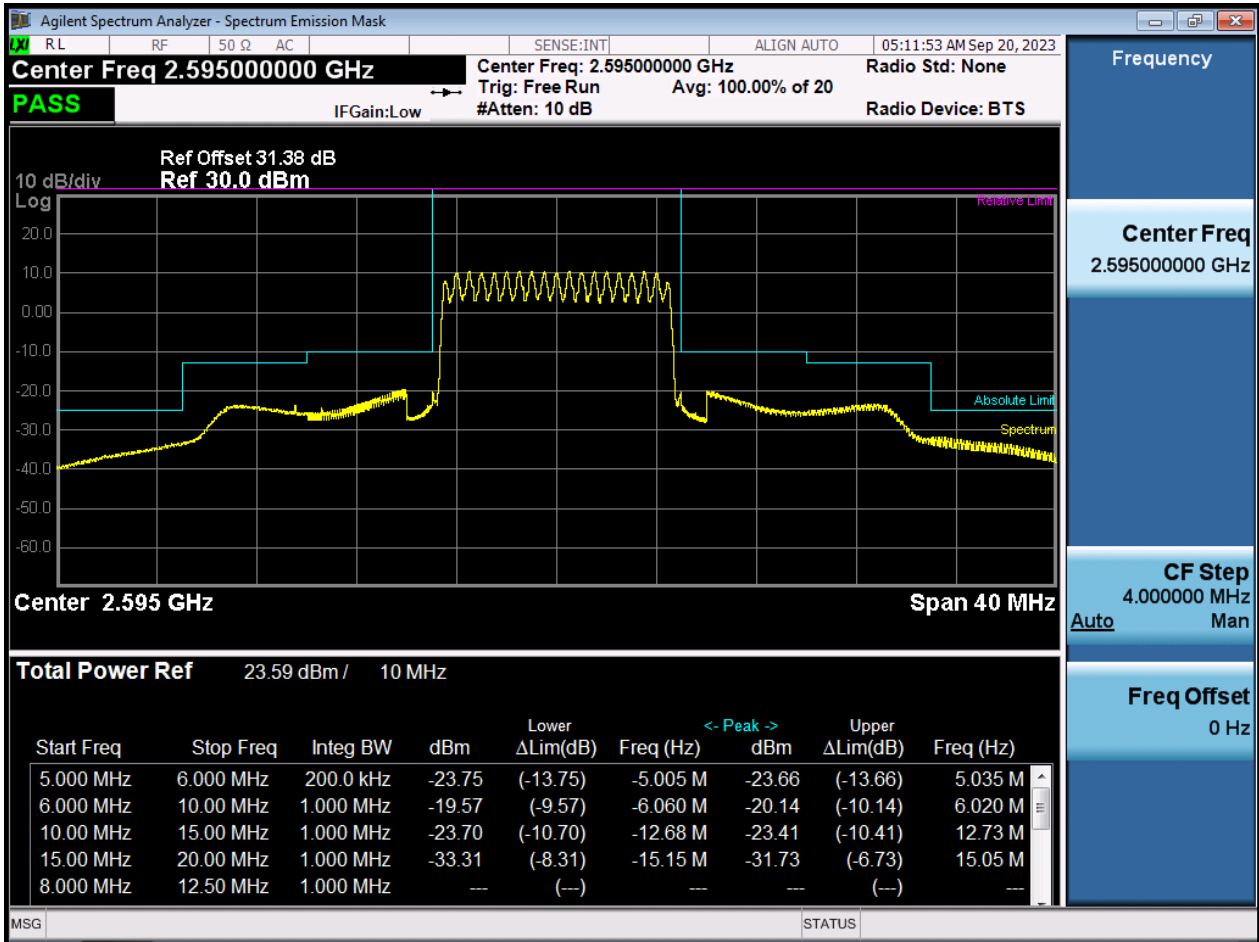 Agilent Spectrum Analyzer - Spectrum Emission Mask
LXI RL RF 50 Ω AC SENSE:INT ALIGN AUTO 05:11:53 AM Sep 20, 2023
Center Freq 2.595000000 GHz
Center Freq: 2.595000000 GHz
Radio Std: None
Trig: Free Run Avg: 100.00% of 20
PASS
IFGain:Low
#Atten: 10 dB
Radio Device: BTS
Ref Offset 31.38 dB
10 dB/div Ref 30.0 dBm
Log
Relative Limit
20.0
10.0
0.00
-10.0
-20.0
Absolute Limit
-30.0
Spectrum
-40.0
-50.0
-60.0
Center 2.595 GHz Span 40 MHz
Total Power Ref 23.59 dBm / 10 MHz
Lower <- Peak -> Upper
Start Freq Stop Freq Integ BW dBm ΔLim(dB) Freq (Hz) dBm ΔLim(dB) Freq (Hz)
5.000 MHz 6.000 MHz 200.0 kHz -23.75 (-13.75) -5.005 M -23.66 (-13.66) 5.035 M
6.000 MHz 10.00 MHz 1.000 MHz -19.57 (-9.57) -6.060 M -20.14 (-10.14) 6.020 M
10.00 MHz 15.00 MHz 1.000 MHz -23.70 (-10.70) -12.68 M -23.41 (-10.41) 12.73 M
15.00 MHz 20.00 MHz 1.000 MHz -33.31 (-8.31) -15.15 M -31.73 (-6.73) 15.05 M
8.000 MHz 12.50 MHz 1.000 MHz --- (---) --- --- (---) ---
MSG STATUS
Frequency
Center Freq
2.595000000 GHz
CF Step
4.000000 MHz
Auto Man
Freq Offset
0 Hz